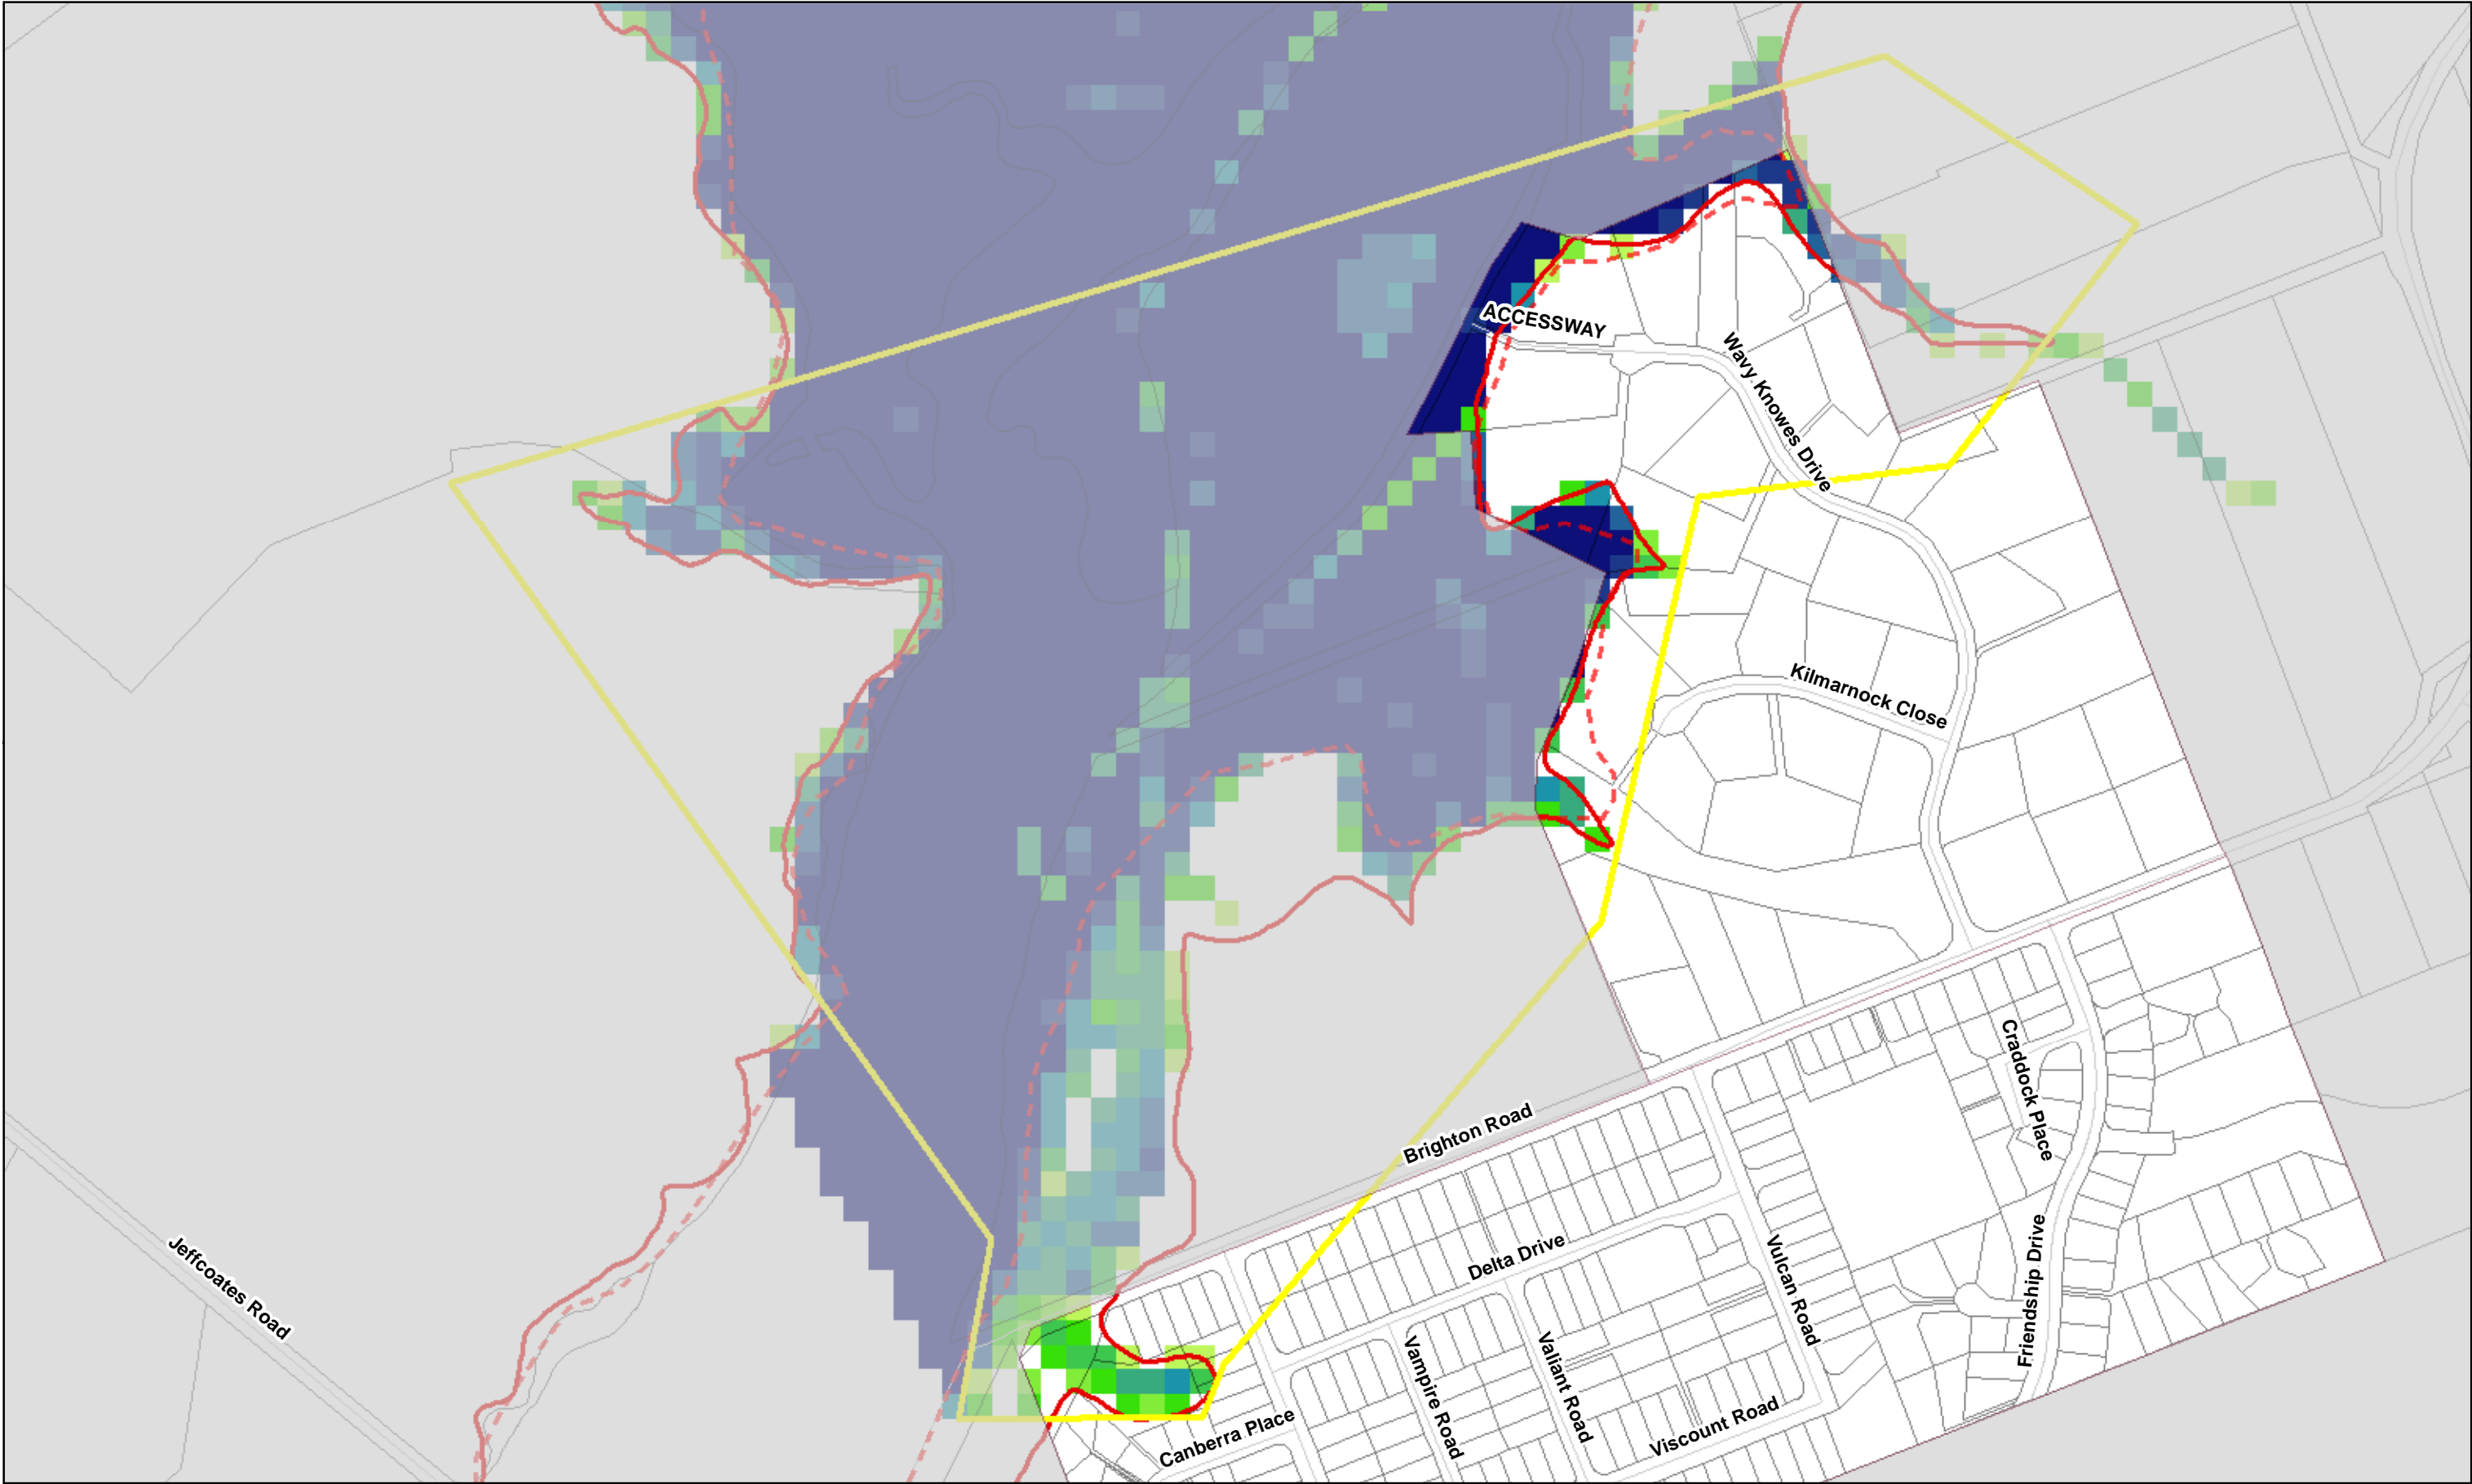 ACCESSWAY
Wavy Knowes Drive
Kilmarnock Close
Craddock Place
Brighton Road
Friendship Drive
Delta Drive
Vulcan Road
Jeffcoates Road
Valiant Road
Vampire Road
Viscount Road
Canberra Place